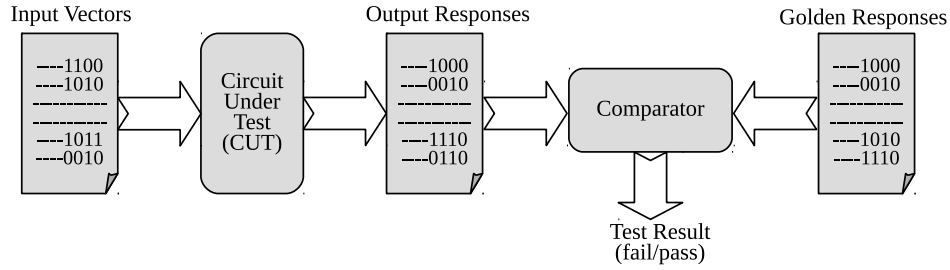 Input Vectors
----1100
----1010
-------------
-------------
----1011
----0010
Circuit
Under
Test
(CUT)
Output Responses
----1000
----0010
-------------
-------------
----1110
----0110
Comparator
Test Result
(fail/pass)
Golden Responses
----1000
----0010
-------------
-------------
----1010
----1110